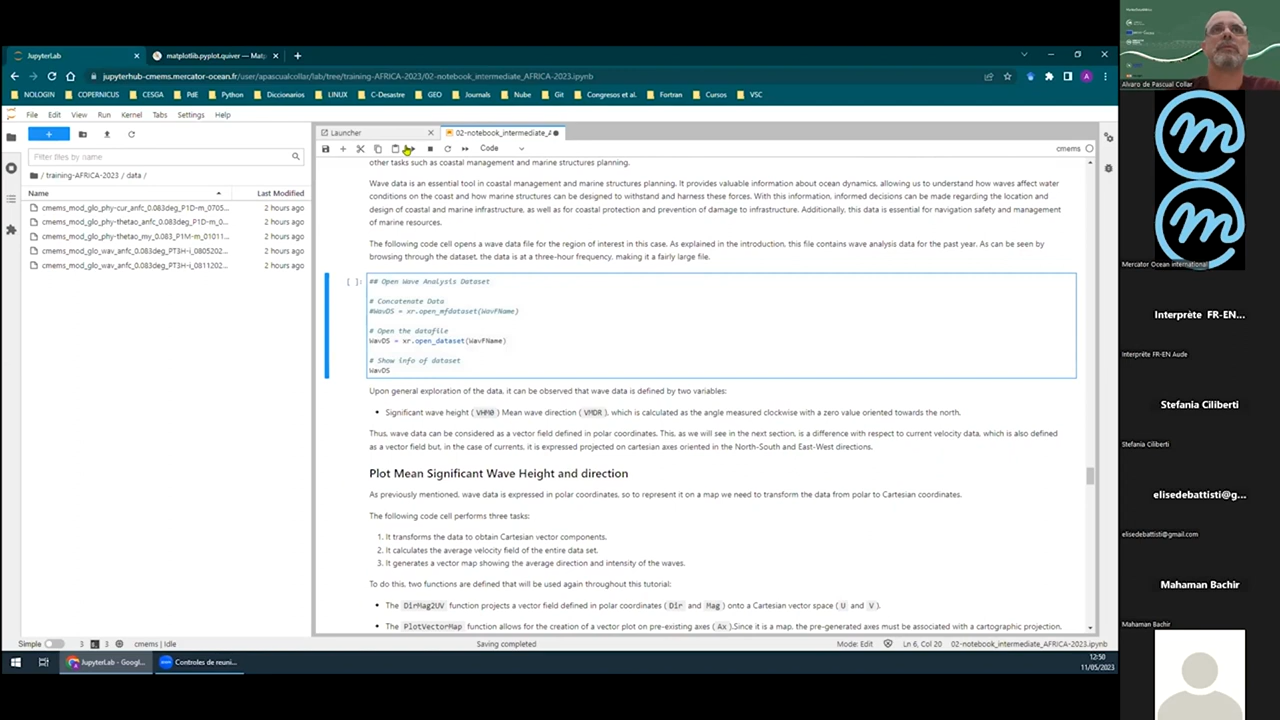 JupyterLab
matplotlib.pyplot.quiver — Mat
jupyterhub-cmems.mercator-ocean.fr/user/apascualcollar/lab/tree/training-AFRICA-2023/02-notebook_intermediate_AFRICA-2023.ipynb
NOLOGIN COPERNICUS CESGA PdE Python Diccionarios LINUX C-Desastre GEO Journals Nube Git Congresos et al. Fortran Cursos VSC
File Edit View Run Kernel Tabs Settings Help
Launcher
02-notebook_intermediate_A
Code
cmems
Filter files by name
/ training-AFRICA-2023 / data /
Name Last Modified
cmems_mod_glo_phy-cur_anfc_0.083deg_P1D-m_0705... 2 hours ago
cmems_mod_glo_phy-thetao_anfc_0.083deg_P1D-m_0... 2 hours ago
cmems_mod_glo_phy-thetao_my_0.083_P1M-m_01011... 2 hours ago
cmems_mod_glo_wav_anfc_0.083deg_PT3H-i_0805202... 2 hours ago
cmems_mod_glo_wav_anfc_0.083deg_PT3H-i_0811202... 2 hours ago
other tasks such as coastal management and marine structures planning.
Wave data is an essential tool in coastal management and marine structures planning. It provides valuable information about ocean dynamics, allowing us to understand how waves affect water
conditions on the coast and how marine structures can be designed to withstand and harness these forces. With this information, informed decisions can be made regarding the location and
design of coastal and marine infrastructure, as well as for coastal protection and prevention of damage to infrastructure. Additionally, this data is essential for navigation safety and management
of marine resources.
The following code cell opens a wave data file for the region of interest in this case. As explained in the introduction, this file contains wave analysis data for the past year. As can be seen by
browsing through the dataset, the data is at a three-hour frequency, making it a fairly large file.
[ ]:
## Open Wave Analysis Dataset
# Concatenate Data
#WavDS = xr.open_mfdataset(WavFName)
# Open the datafile
WavDS = xr.open_dataset(WavFName)
# Show info of dataset
WavDS
Upon general exploration of the data, it can be observed that wave data is defined by two variables:
• Significant wave height ( VHM0 ) Mean wave direction ( VMDR ), which is calculated as the angle measured clockwise with a zero value oriented towards the north.
Thus, wave data can be considered as a vector field defined in polar coordinates. This, as we will see in the next section, is a difference with respect to current velocity data, which is also defined
as a vector field but, in the case of currents, it is expressed projected on cartesian axes oriented in the North-South and East-West directions.
Plot Mean Significant Wave Height and direction
As previously mentioned, wave data is expressed in polar coordinates, so to represent it on a map we need to transform the data from polar to Cartesian coordinates.
The following code cell performs three tasks:
1. It transforms the data to obtain Cartesian vector components.
2. It calculates the average velocity field of the entire data set.
3. It generates a vector map showing the average direction and intensity of the waves.
To do this, two functions are defined that will be used again throughout this tutorial:
• The DirMag2UV function projects a vector field defined in polar coordinates ( Dir and Mag ) onto a Cartesian vector space ( U and V ).
• The PlotVectorMap function allows for the creation of a vector plot on pre-existing axes ( Ax ).Since it is a map, the pre-generated axes must be associated with a cartographic projection.
Simple 3 3 cmems | Idle Saving completed Mode: Edit Ln 6, Col 20 02-notebook_intermediate_AFRICA-2023.ipynb
JupyterLab - Googl...
Controles de reuni...
12:50
11/05/2023
Alvaro de Pascual Collar
Mercator Ocean international
Interprète FR-EN...
Interprète FR-EN Aude
Stefania Ciliberti
Stefania Ciliberti
elisedebattisti@g...
elisedebattisti@gmail.com
Mahaman Bachir
Mahaman Bachir